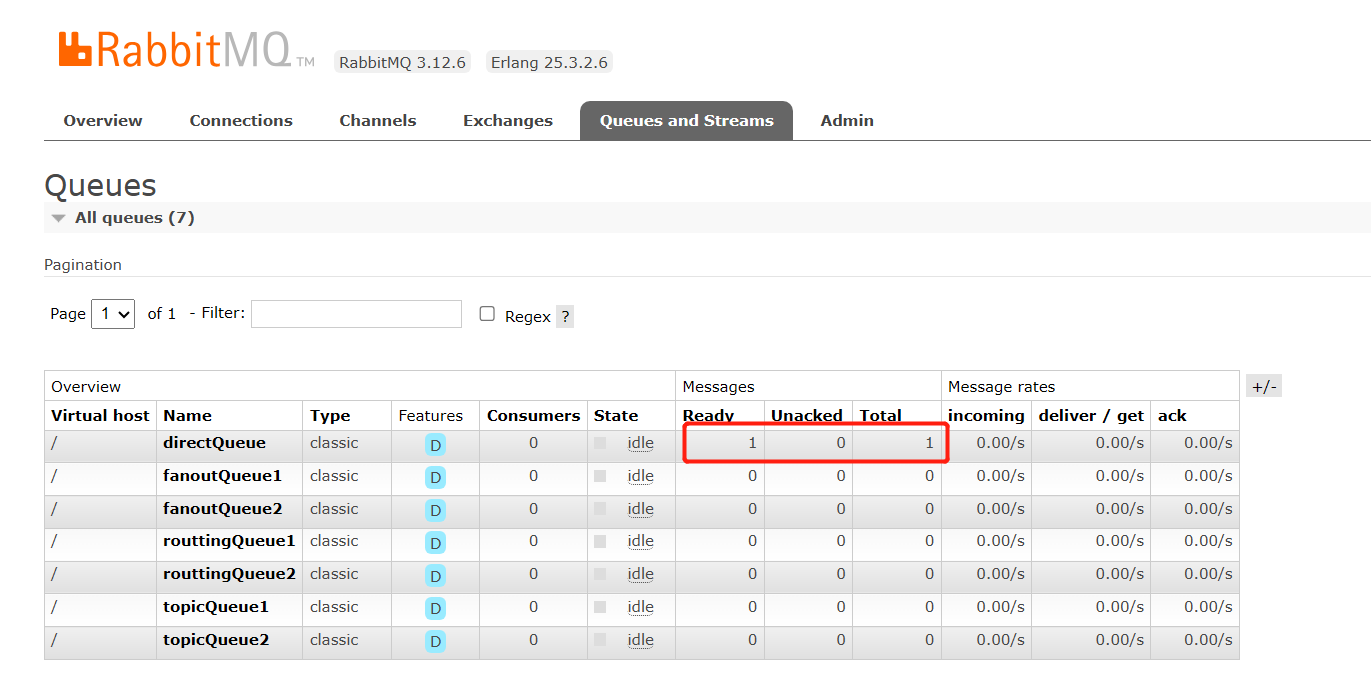 RabbitMQ TM RabbitMQ 3.12.6 Erlang 25.3.2.6
Overview Connections Channels Exchanges Queues and Streams Admin
Queues
All queues (7)
Pagination
Page 1 of 1 - Filter: Regex ?
Overview Messages Message rates +/-
Virtual host Name Type Features Consumers State Ready Unacked Total incoming deliver / get ack
/ directQueue classic D 0 idle 1 0 1 0.00/s 0.00/s 0.00/s
/ fanoutQueue1 classic D 0 idle 0 0 0 0.00/s 0.00/s 0.00/s
/ fanoutQueue2 classic D 0 idle 0 0 0 0.00/s 0.00/s 0.00/s
/ routtingQueue1 classic D 0 idle 0 0 0 0.00/s 0.00/s 0.00/s
/ routtingQueue2 classic D 0 idle 0 0 0 0.00/s 0.00/s 0.00/s
/ topicQueue1 classic D 0 idle 0 0 0 0.00/s 0.00/s 0.00/s
/ topicQueue2 classic D 0 idle 0 0 0 0.00/s 0.00/s 0.00/s